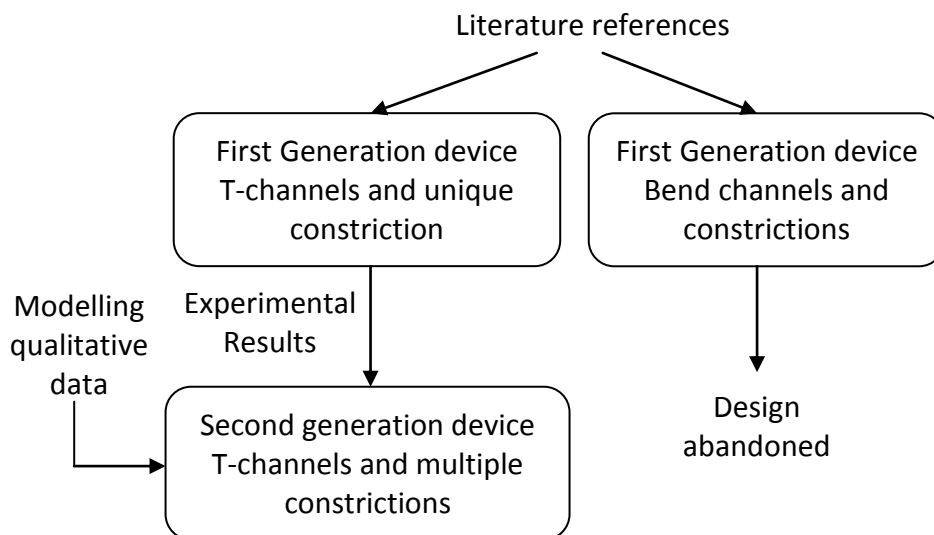 Literature references
First Generation device
T-channels and unique
constriction
First Generation device
Bend channels and
constrictions
Experimental
Results
Modelling
qualitative
data
Second generation device
T-channels and multiple
constrictions
Design
abandoned